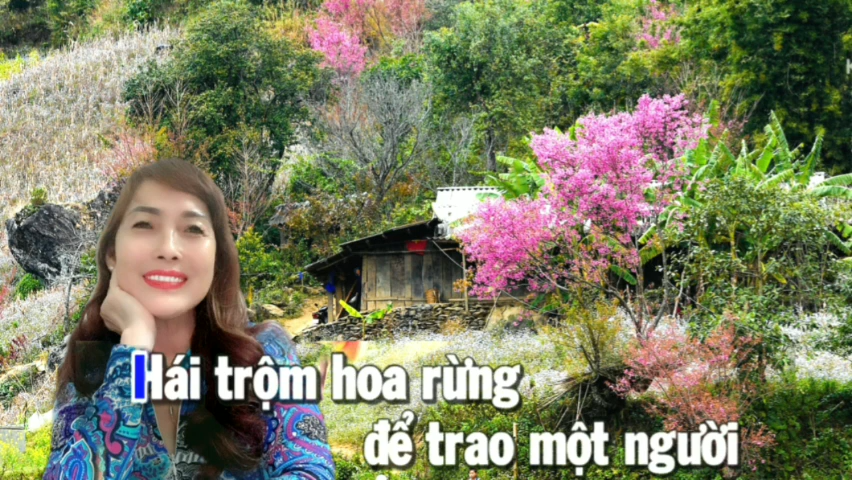 Hái trộm hoa rừng
để trao một người